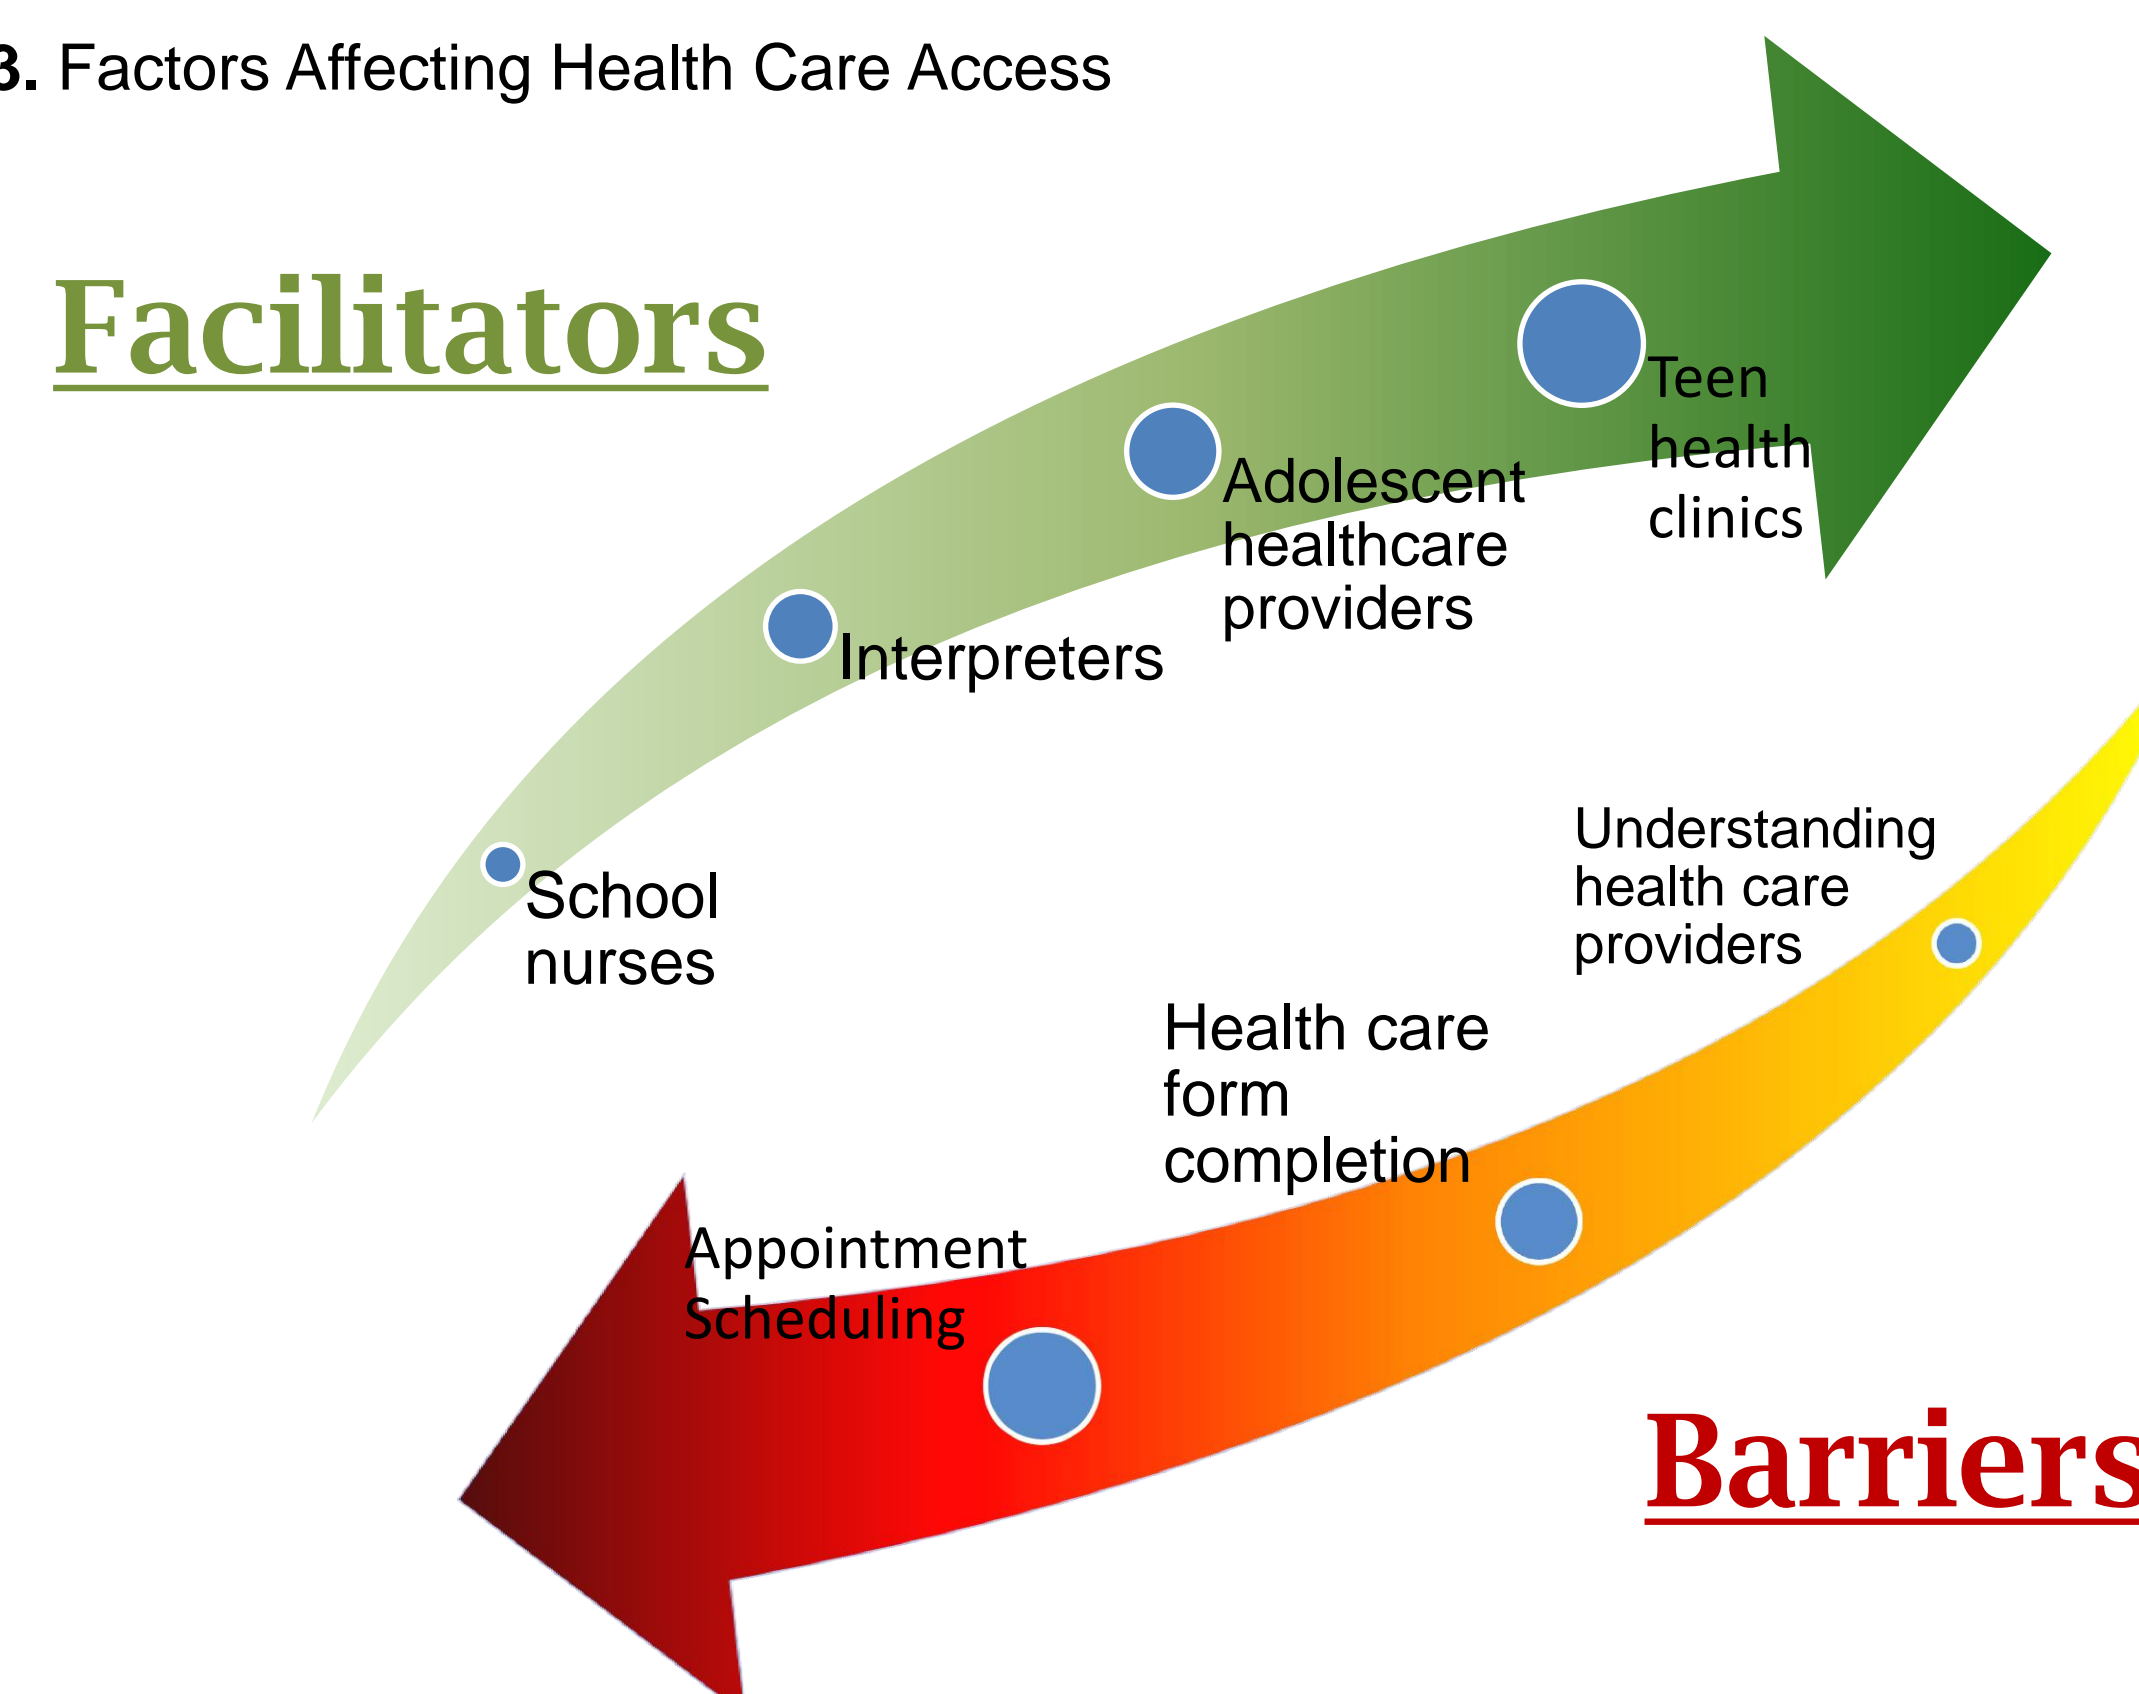 3. Factors Affecting Health Care Access
Facilitators
Teen
health
clinics
Adolescent
healthcare
providers
Interpreters
School
nurses
Understanding
health care
providers
Health care
form
completion
Appointment
Scheduling
Barriers